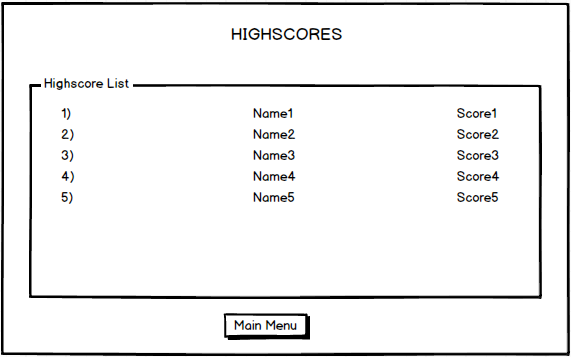 HIGHSCORES
Highscore List
1) Name1 Score1
2) Name2 Score2
3) Name3 Score3
4) Name4 Score4
5) Name5 Score5
Main Menu